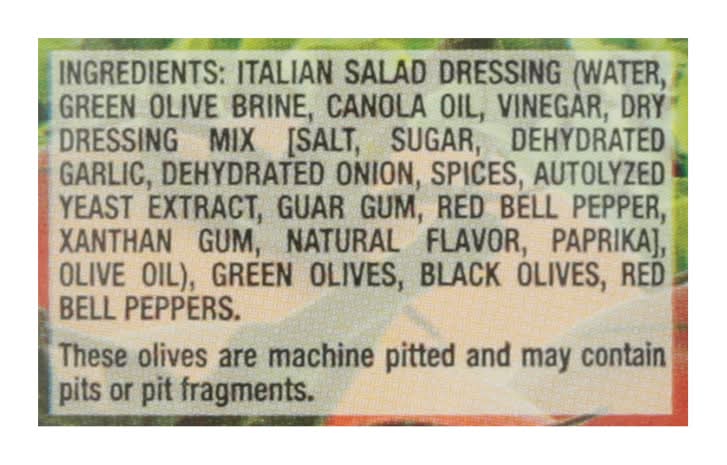 INGREDIENTS: ITALIAN SALAD DRESSING (WATER,
GREEN OLIVE BRINE, CANOLA OIL, VINEGAR, DRY
DRESSING MIX [SALT, SUGAR, DEHYDRATED
GARLIC, DEHYDRATED ONION, SPICES, AUTOLYZED
YEAST EXTRACT, GUAR GUM, RED BELL PEPPER,
XANTHAN GUM, NATURAL FLAVOR, PAPRIKA],
OLIVE OIL), GREEN OLIVES, BLACK OLIVES, RED
BELL PEPPERS.
These olives are machine pitted and may contain
pits or pit fragments.